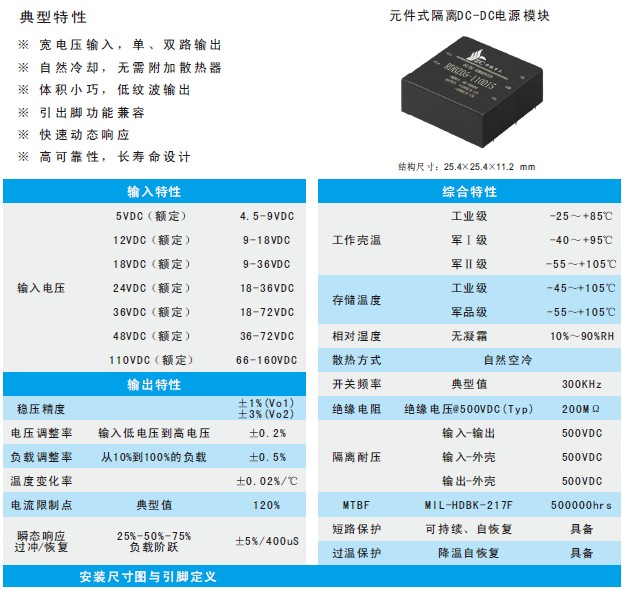 典型特性
※ 宽电压输入，单、双路输出
※ 自然冷却，无需附加散热器
※ 体积小巧，低纹波输出
※ 引出脚功能兼容
※ 快速动态响应
※ 高可靠性，长寿命设计
元件式隔离DC-DC电源模块
结构尺寸：25.4×25.4×11.2 mm
输入特性
输入电压
5VDC（额定） 4.5-9VDC
12VDC（额定） 9-18VDC
18VDC（额定） 9-36VDC
24VDC（额定） 18-36VDC
36VDC（额定） 18-72VDC
48VDC（额定） 36-72VDC
110VDC（额定） 66-160VDC
输出特性
稳压精度 ±1%(Vo1)
±3%(Vo2)
电压调整率 输入低电压到高电压 ±0.2%
负载调整率 从10%到100%的负载 ±0.5%
温度变化率 ±0.02%/℃
电流限制点 典型值 120%
瞬态响应 25%-50%-75% ±5%/400uS
过冲/恢复 负载阶跃
综合特性
工作壳温
工业级 -25～+85℃
军Ⅰ级 -40～+95℃
军Ⅱ级 -55～+105℃
存储温度
工业级 -45～+105℃
军品级 -55～+105℃
相对湿度 无凝霜 10%～90%RH
散热方式 自然空冷
开关频率 典型值 300KHz
绝缘电阻 绝缘电压@500VDC(Typ) 200MΩ
隔离耐压
输入-输出 500VDC
输入-外壳 500VDC
输出-外壳 500VDC
MTBF MIL-HDBK-217F 500000hrs
短路保护 可持续、自恢复 具备
过温保护 降温自恢复 具备
安装尺寸图与引脚定义